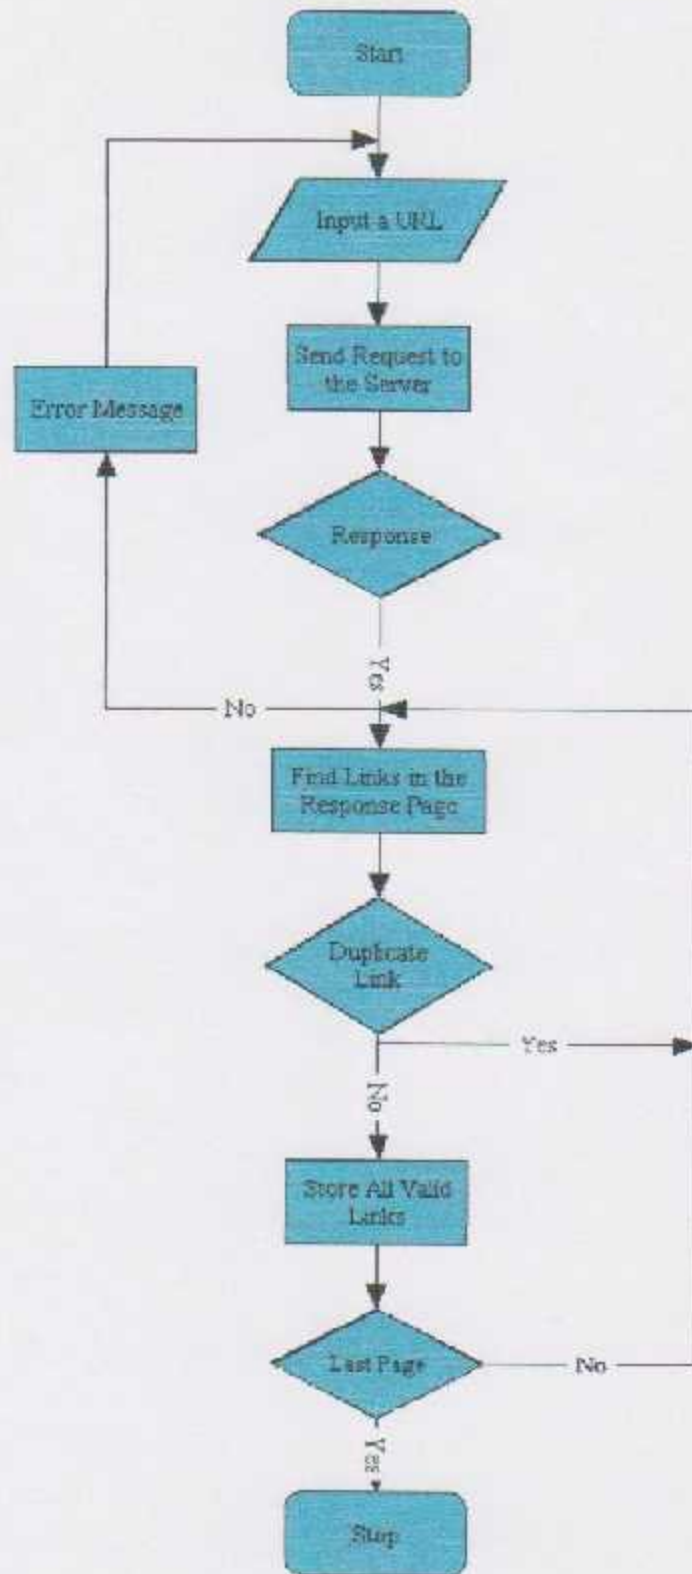 Start
Input a URL
Send Request to
the Server
Error Message
Response
Yes
No
Find Links in the
Response Page
Duplicate
Link
Yes
No
Store All Valid
Links
Last Page
No
Yes
Stop